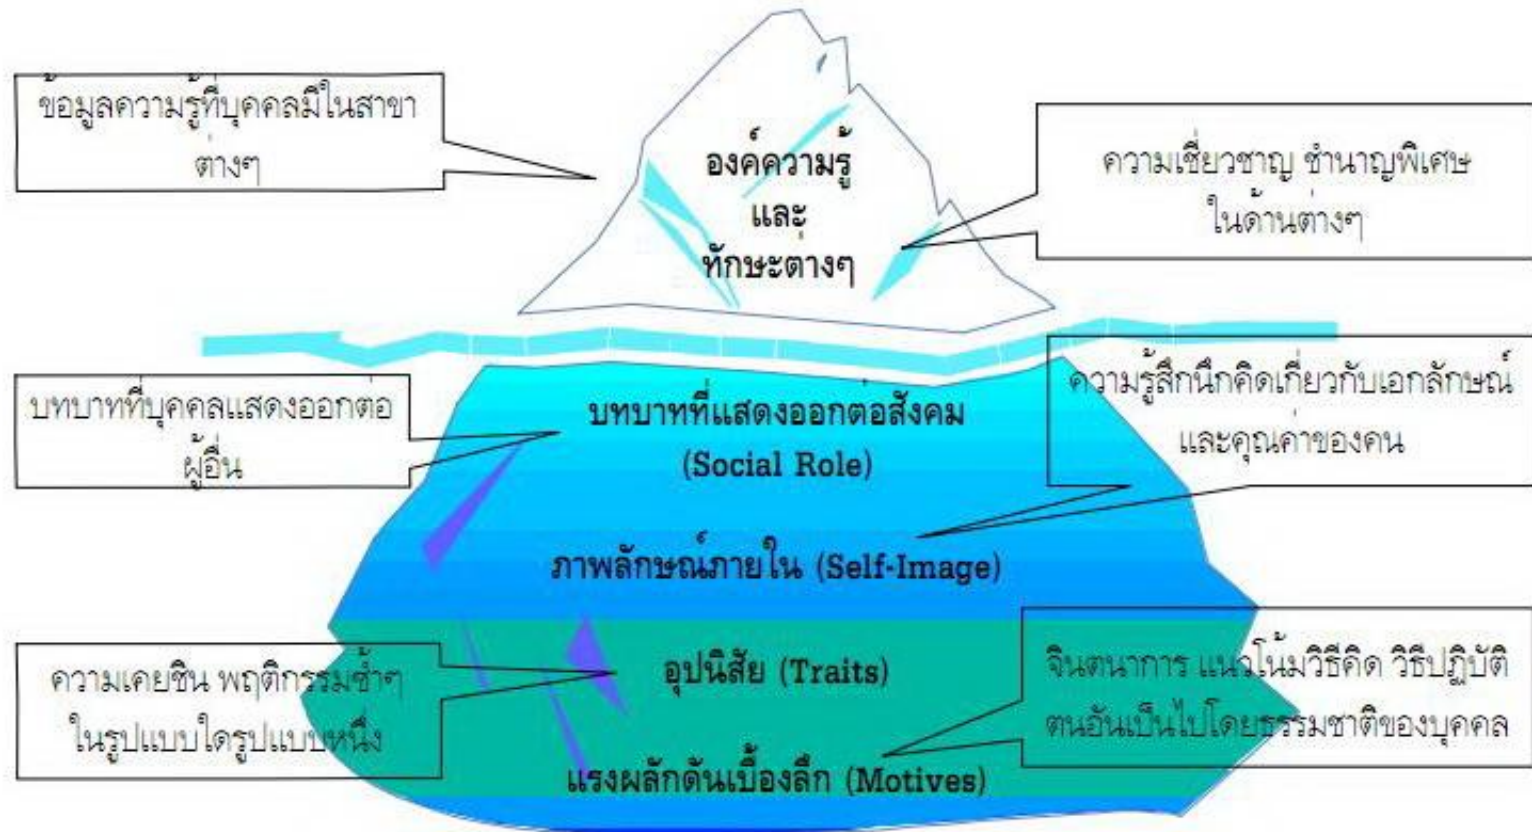 ข้อมูลความรู้ที่บุคคลมีในสาขา
ต่างๆ
องค์ความรู้
และ
ทักษะต่างๆ
ความเชี่ยวชาญ ชำนาญพิเศษ
ในด้านต่างๆ
บทบาทที่บุคคลแสดงออกต่อ
ผู้อื่น
บทบาทที่แสดงออกต่อสังคม
(Social Role)
ความรู้สึกนึกคิดเกี่ยวกับเอกลักษณ์
และคุณค่าของคน
ภาพลักษณ์ภายใน (Self-Image)
ความเคยชิน พฤติกรรมซ้ำๆ
ในรูปแบบใดรูปแบบหนึ่ง
อุปนิสัย (Traits)
จินตนาการ แนวโน้มวิธีคิด วิธีปฏิบัติ
ตนอันเป็นไปโดยธรรมชาติของบุคคล
แรงผลักดันเบื้องลึก (Motives)